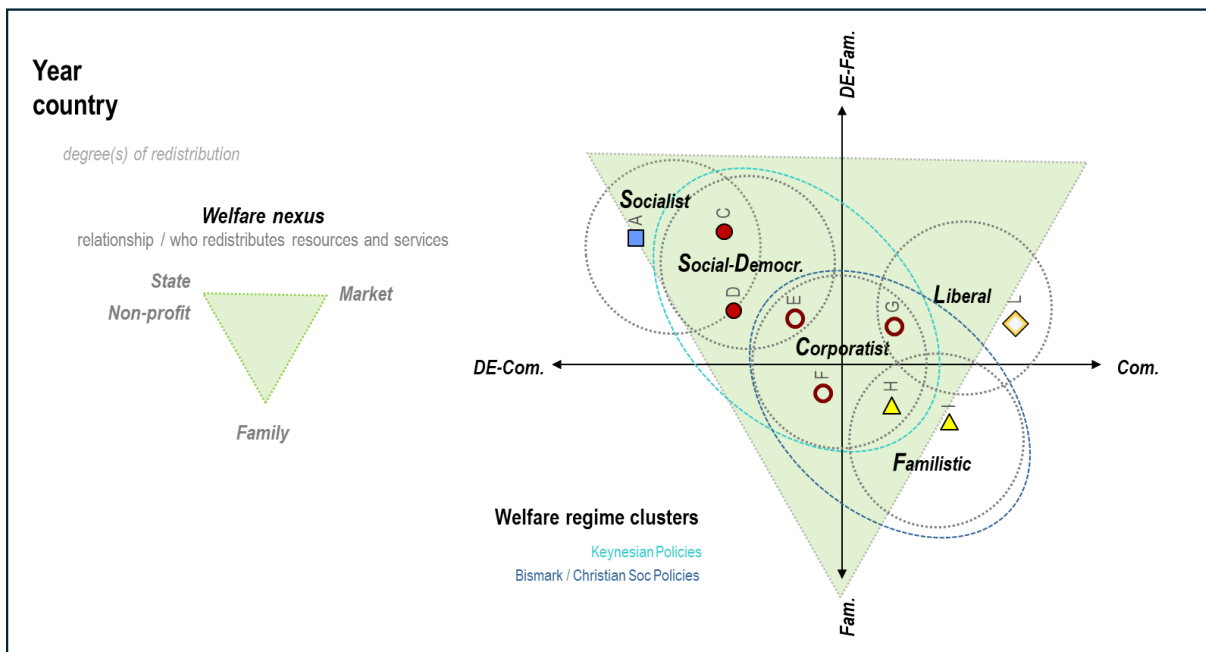 Year
country
degree(s) of redistribution
Welfare nexus
relationship / who redistributes resources and services
State
Non-profit
Market
Family
DE-Fam.
Socialist
A
C
Social-Democr.
D
E
G
Liberal
L
Corporatist
DE-Com.
Com.
F
H
I
Familistic
Welfare regime clusters
Keynesian Policies
Bismark / Christian Soc Policies
Fam.